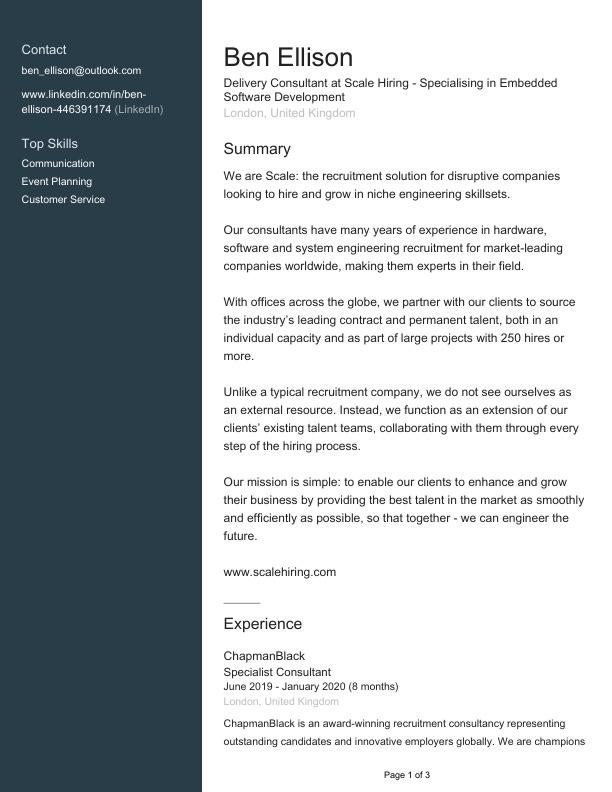 Contact
ben_ellison@outlook.com
www.linkedin.com/in/ben-
ellison-446391174 (LinkedIn)
Top Skills
Communication
Event Planning
Customer Service
Ben Ellison
Delivery Consultant at Scale Hiring - Specialising in Embedded
Software Development
London, United Kingdom
Summary
We are Scale: the recruitment solution for disruptive companies
looking to hire and grow in niche engineering skillsets.
Our consultants have many years of experience in hardware,
software and system engineering recruitment for market-leading
companies worldwide, making them experts in their field.
With offices across the globe, we partner with our clients to source
the industry's leading contract and permanent talent, both in an
individual capacity and as part of large projects with 250 hires or
more.
Unlike a typical recruitment company, we do not see ourselves as
an external resource. Instead, we function as an extension of our
clients' existing talent teams, collaborating with them through every
step of the hiring process.
Our mission is simple: to enable our clients to enhance and grow
their business by providing the best talent in the market as smoothly
and efficiently as possible, so that together - we can engineer the
future.
www.scalehiring.com
Experience
ChapmanBlack
Specialist Consultant
June 2019 - January 2020 (8 months)
London, United Kingdom
ChapmanBlack is an award-winning recruitment consultancy representing
outstanding candidates and innovative employers globally. We are champions
Page 1 of 3